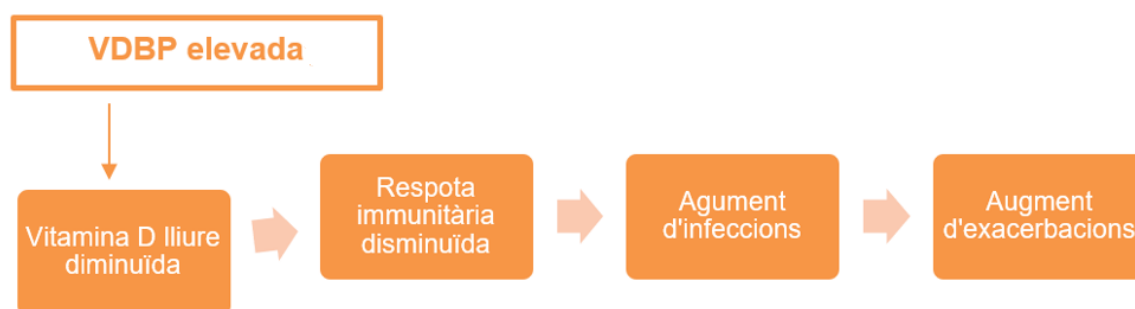 VDBP elevada
Vitamina D lliure
diminuïda
Respota
immunitària
disminuïda
Agument
d'infeccions
Augment
d'exacerbacions